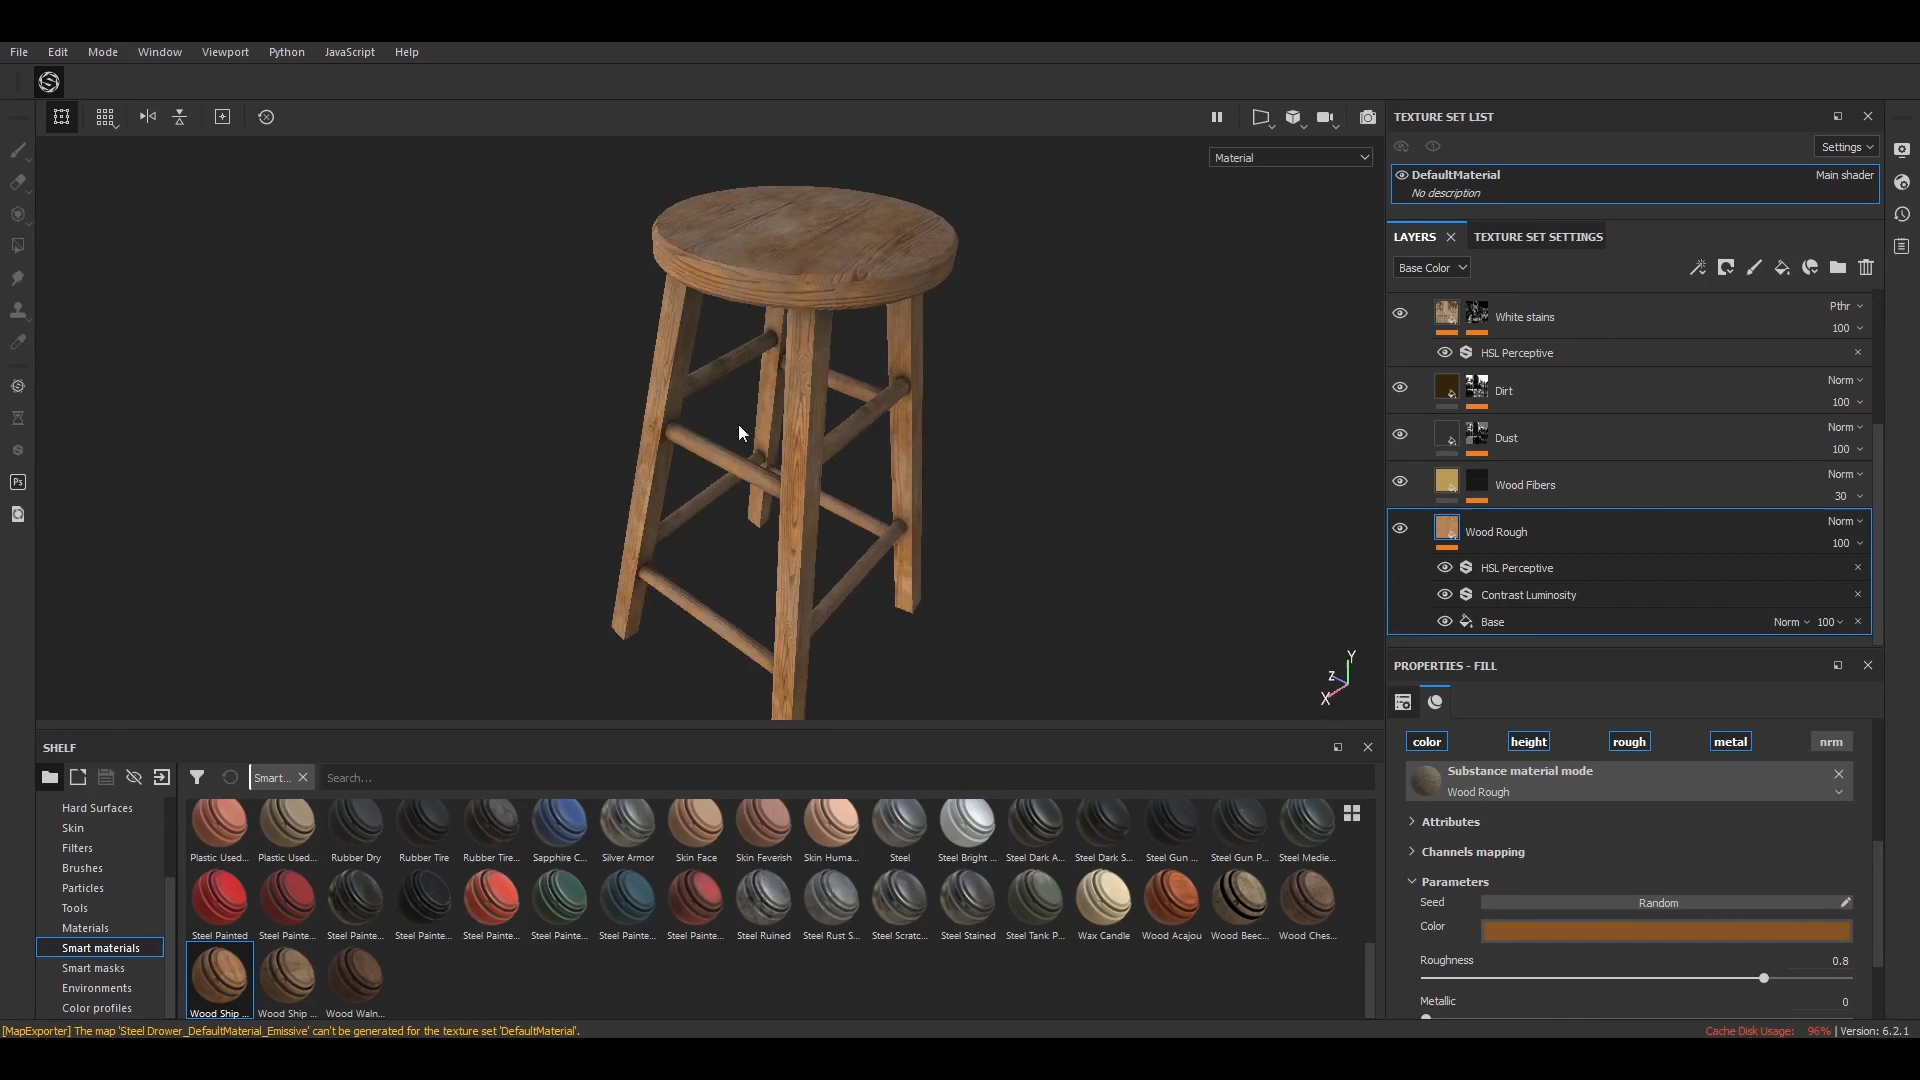 File Edit Mode Window Viewport Python JavaScript Help
Material
Y
Z
X
TEXTURE SET LIST
Settings
DefaultMaterial Main shader
No description
LAYERS TEXTURE SET SETTINGS
Base Color
Pthr
White stains
100
HSL Perceptive
Norm
Dirt
100
Norm
Dust
100
Norm
Wood Fibers
30
Norm
Wood Rough
100
HSL Perceptive
Contrast Luminosity
Base Norm 100
PROPERTIES - FILL
color height rough metal nrm
Substance material mode
Wood Rough
Attributes
Channels mapping
Parameters
Seed Random
Color
Roughness 0.8
Metallic 0
Ps
SHELF
Smart... Search...
Hard Surfaces
Skin
Filters
Brushes
Particles
Tools
Materials
Smart materials
Smart masks
Environments
Color profiles
Plastic Used... Plastic Used... Rubber Dry Rubber Tire Rubber Tire... Sapphire C... Silver Armor Skin Face Skin Feverish Skin Huma... Steel Steel Bright ... Steel Dark A... Steel Dark S... Steel Gun ... Steel Gun P... Steel Medie...
Steel Painted Steel Painte... Steel Painte... Steel Painte... Steel Painte... Steel Painte... Steel Painte... Steel Painte... Steel Ruined Steel Rust S... Steel Scratc... Steel Stained Steel Tank P... Wax Candle Wood Acajou Wood Beec... Wood Ches...
Wood Ship ... Wood Ship ... Wood Waln...
[MapExporter] The map 'Steel Drower_DefaultMaterial_Emissive' can't be generated for the texture set 'DefaultMaterial'.
Cache Disk Usage: 96% | Version: 6.2.1